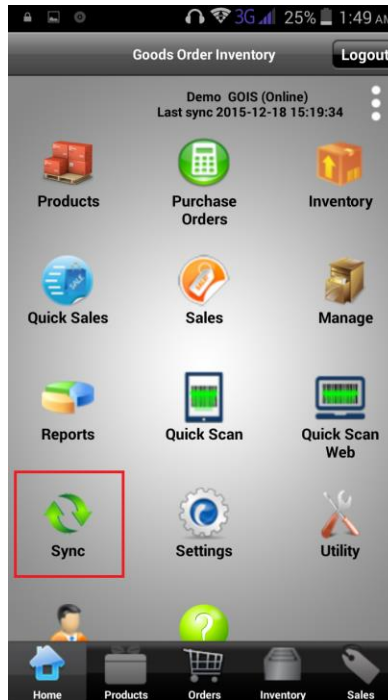 3G 25% 1:49 AM
Goods Order Inventory Logout
Demo GOIS (Online)
Last sync 2015-12-18 15:19:34
Products Purchase Orders Inventory
Quick Sales Sales Manage
Reports Quick Scan Quick Scan Web
Sync Settings Utility
Home Products Orders Inventory Sales